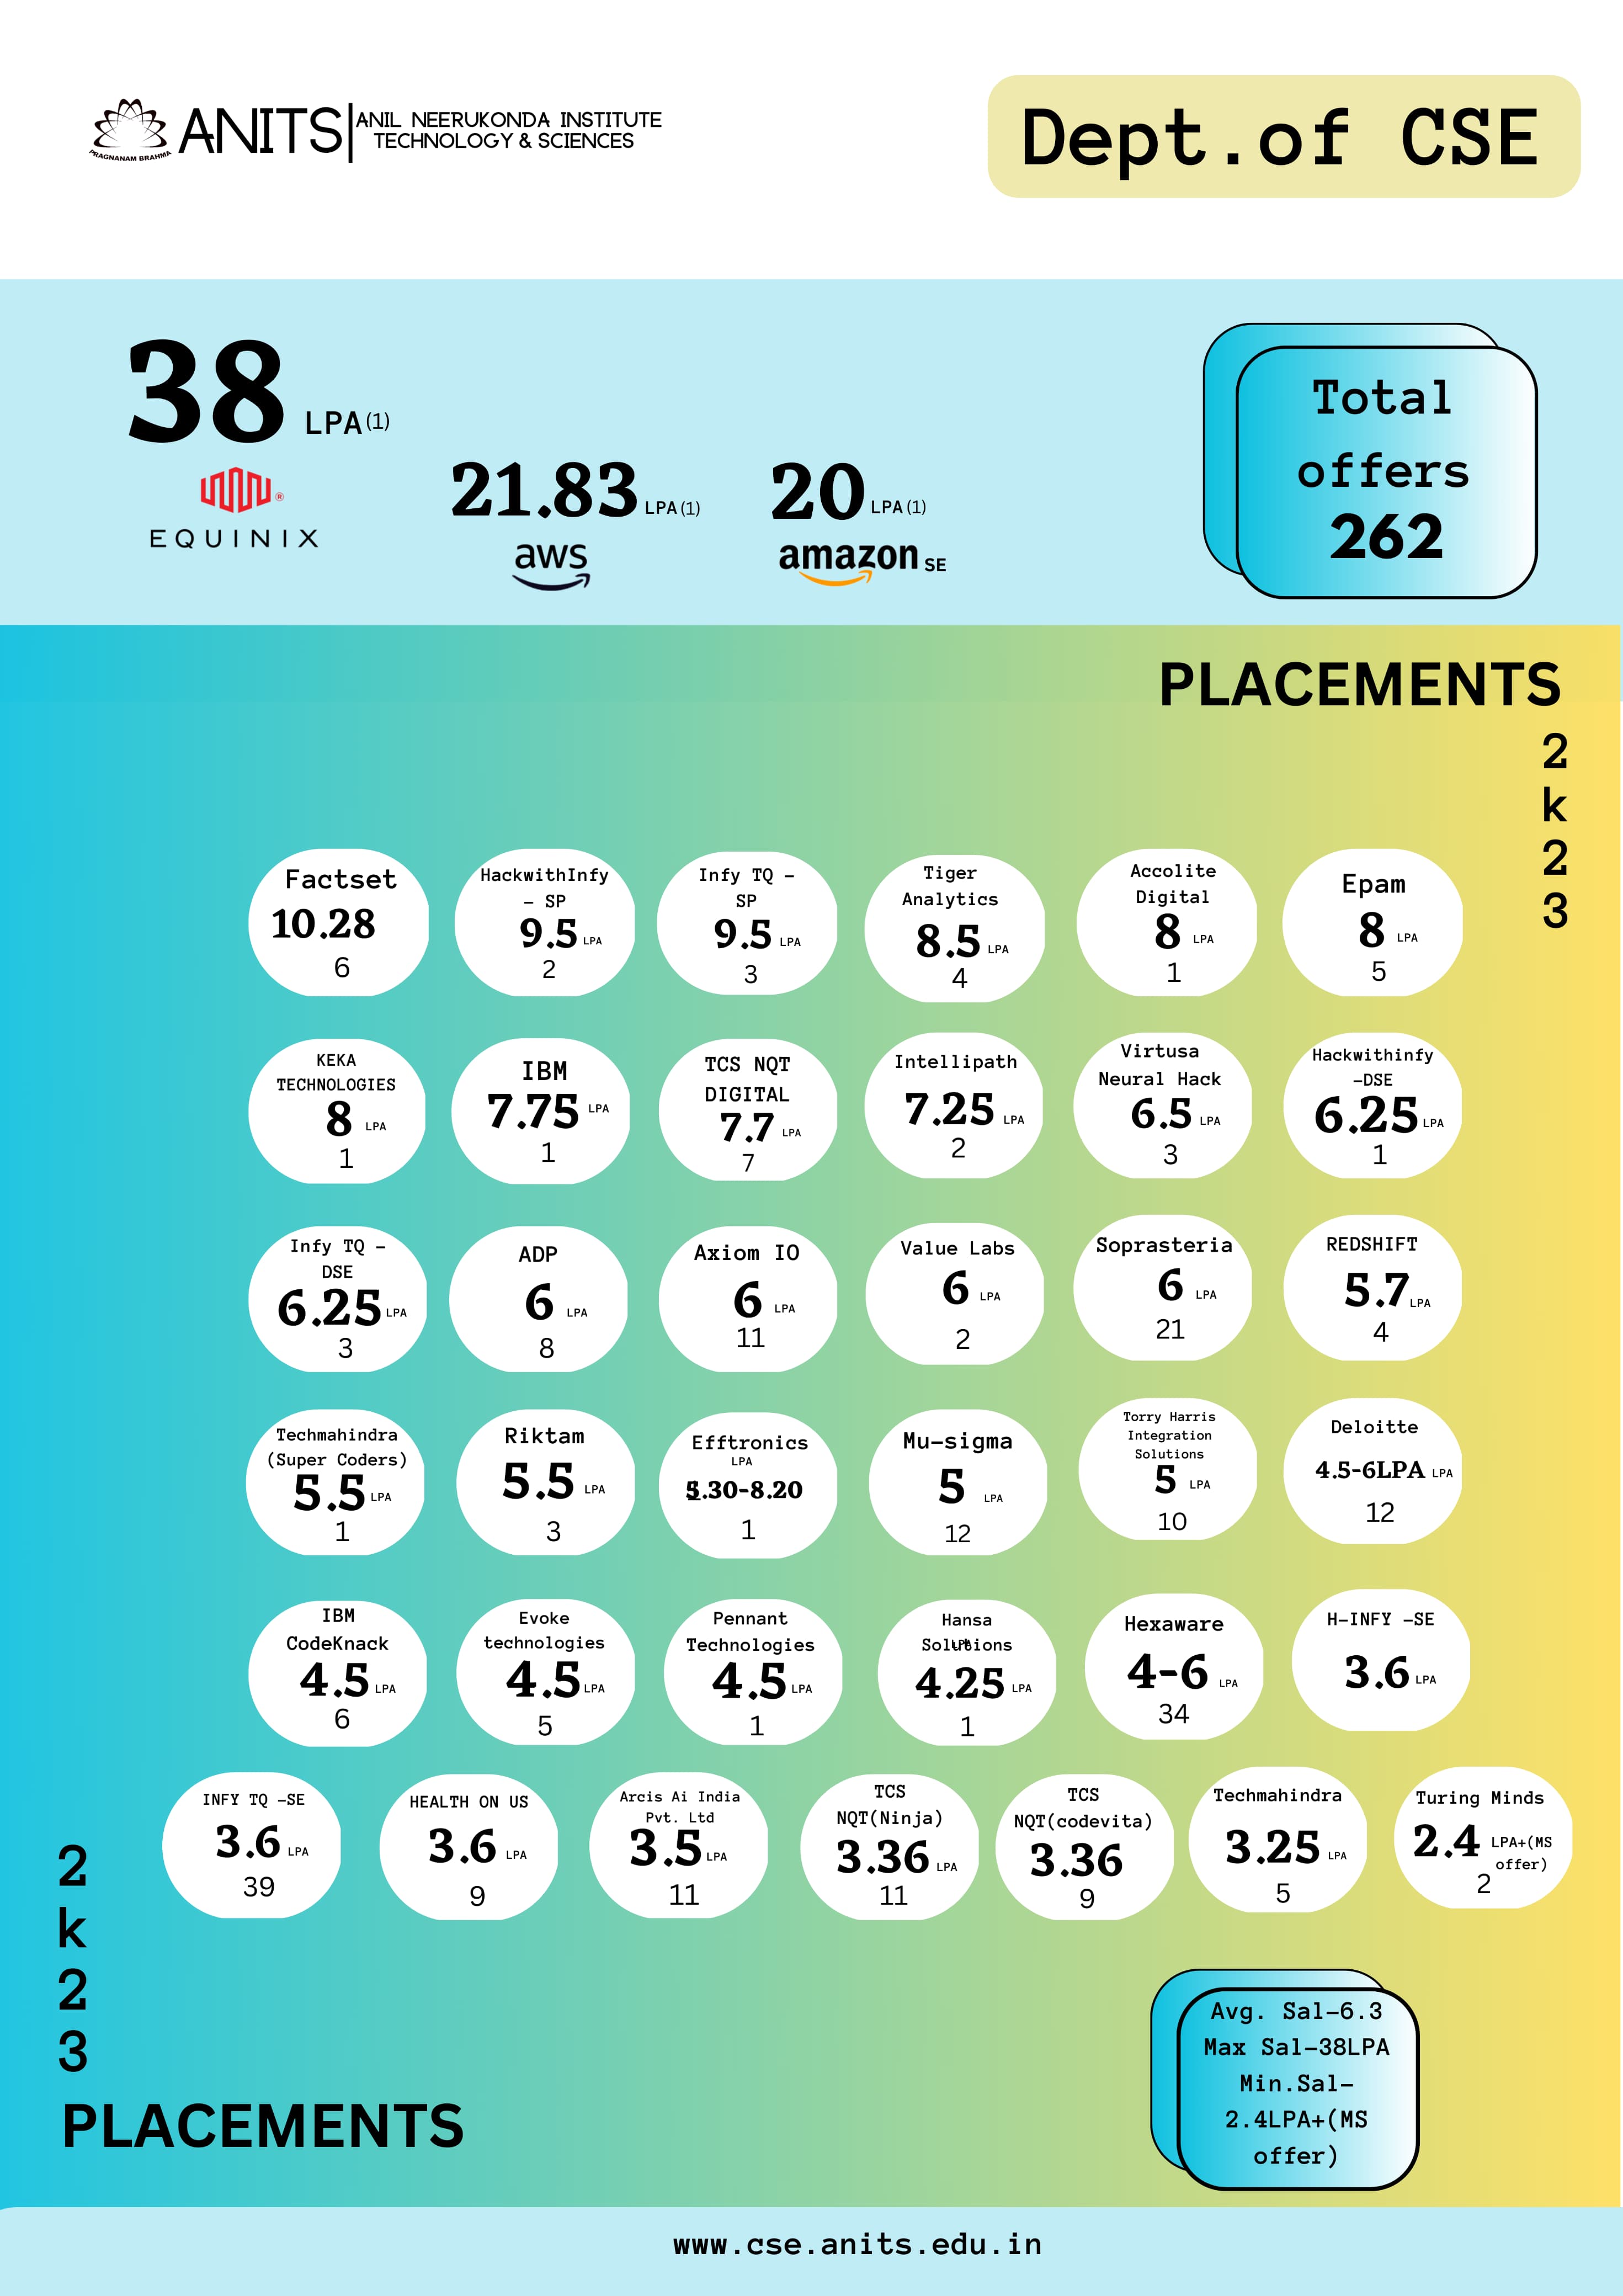 PRAGNANAM BRAHMA
ANITS
ANIL NEERUKONDA INSTITUTE
TECHNOLOGY & SCIENCES
Dept.of CSE
38 LPA(1)
EQUINIX
21.83 LPA(1)
aws
20 LPA(1)
amazon SE
Total
offers
262
PLACEMENTS
2
k
2
3
Factset
10.28
6
HackwithInfy
- SP
9.5 LPA
2
Infy TQ -
SP
9.5 LPA
3
Tiger
Analytics
8.5 LPA
4
Accolite
Digital
8 LPA
1
Epam
8 LPA
5
KEKA
TECHNOLOGIES
8 LPA
1
IBM
7.75 LPA
1
TCS NQT
DIGITAL
7.7 LPA
7
Intellipath
7.25 LPA
2
Virtusa
Neural Hack
6.5 LPA
3
Hackwithinfy
-DSE
6.25 LPA
1
Infy TQ -
DSE
6.25 LPA
3
ADP
6 LPA
8
Axiom IO
6 LPA
11
Value Labs
6 LPA
2
Soprasteria
6 LPA
21
REDSHIFT
5.7 LPA
4
Techmahindra
(Super Coders)
5.5 LPA
1
Riktam
5.5 LPA
3
Efftronics
LPA
5.30-8.20
1
Mu-sigma
5 LPA
12
Torry Harris
Integration
Solutions
5 LPA
10
Deloitte
4.5-6LPA LPA
12
IBM
CodeKnack
4.5 LPA
6
Evoke
technologies
4.5 LPA
5
Pennant
Technologies
4.5 LPA
1
Hansa
Solutions
4.25 LPA
1
Hexaware
4-6 LPA
34
H-INFY -SE
3.6 LPA
INFY TQ -SE
3.6 LPA
39
HEALTH ON US
3.6 LPA
9
Arcis Ai India
Pvt. Ltd
3.5 LPA
11
TCS
NQT(Ninja)
3.36 LPA
11
TCS
NQT(codevita)
3.36
9
Techmahindra
3.25 LPA
5
Turing Minds
2.4 LPA+(MS
offer)
2
2
k
2
3
PLACEMENTS
Avg. Sal-6.3
Max Sal-38LPA
Min.Sal-
2.4LPA+(MS
offer)
www.cse.anits.edu.in